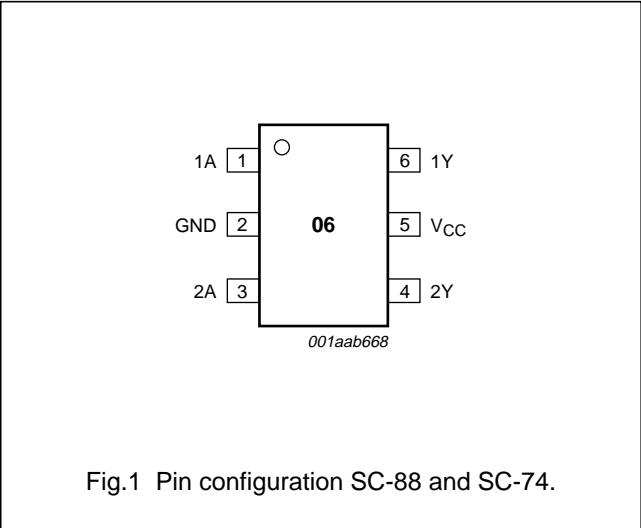 1A 1 6 1Y
GND 2 06 5 VCC
2A 3 4 2Y
001aab668
Fig.1 Pin configuration SC-88 and SC-74.